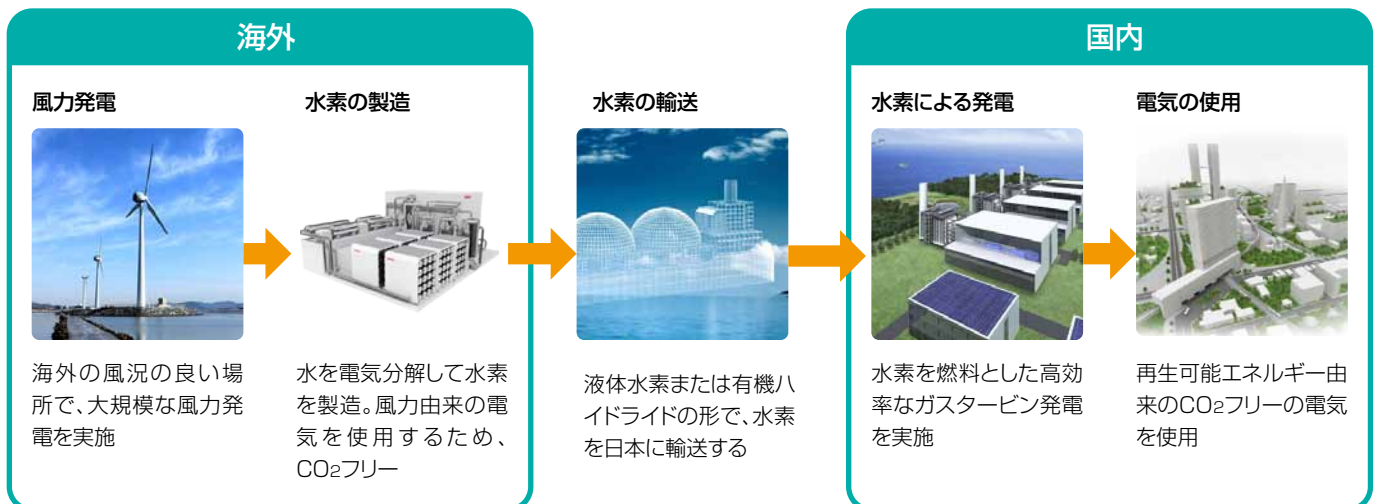 海外
国内
風力発電
水素の製造
水素の輸送
水素による発電
電気の使用
海外の風況の良い場
所で、大規模な風力発
電を実施
水を電気分解して水素
を製造。風力由来の電
気を使用するため、
CO2フリー
液体水素または有機ハ
イドライドの形で、水素
を日本に輸送する
水素を燃料とした高効
率なガスタービン発電
を実施
再生可能エネルギー由
来のCO2フリーの電気
を使用